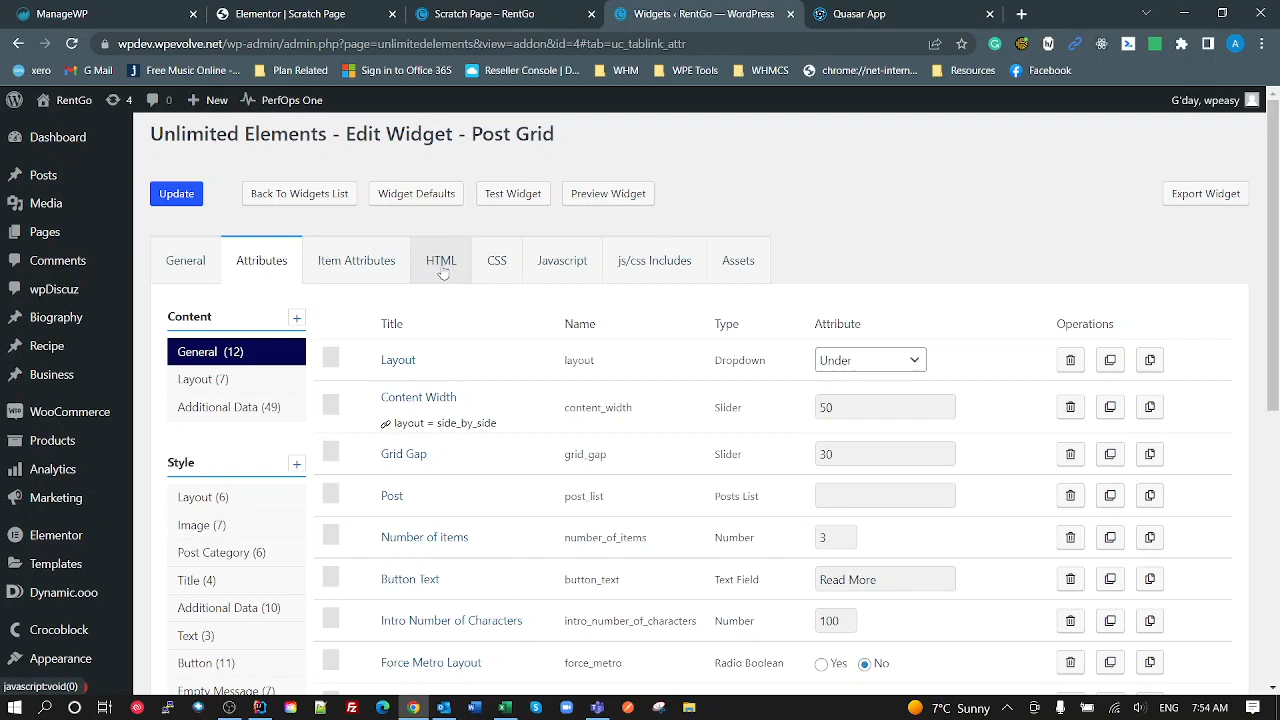 ManageWP
Elementor | Scratch Page
Scratch Page - RentGo
Widgets ‹ RentGo — WordPress
Quasar App
wpdev.wpevolve.net/wp-admin/admin.php?page=unlimitedelements&view=addon&id=4#tab=uc_tablink_attr
xero
G Mail
Free Music Online -...
Plan Related
Sign in to Office 365
WHM
Reseller Console | D...
WPE Tools
WHMCS
chrome://net-intern...
Resources
Facebook
RentGo
4
0
New
PerfOps One
G'day, wpeasy
Dashboard
Posts
Media
Pages
Comments
wpDiscuz
Biography
Recipe
Business
WooCommerce
Products
Analytics
Marketing
Elementor
Templates
Dynamic.ooo
Crocoblock
Appearance
Unlimited Elements - Edit Widget - Post Grid
Update
Back To Widgets List
Widget Defaults
Test Widget
Preview Widget
Export Widget
General
Attributes
Item Attributes
HTML
CSS
Javascript
js/css Includes
Assets
Content
+
General (12)
Layout (7)
Additional Data (49)
Style
+
Layout (6)
Image (7)
Post Category (6)
Title (4)
Additional Data (10)
Text (3)
Button (11)
Empty Message (7)
Title Name Type Attribute Operations
Layout layout Dropdown Under
Content Width content_width Slider 50
layout = side_by_side
Grid Gap grid_gap Slider 30
Post post_list Posts List
Number of items number_of_items Number 3
Button Text button_text Text Field Read More
Intro Number of Characters intro_number_of_characters Number 100
Force Metro Layout force_metro Radio Boolean Yes No
javascript:void(0)
7°C Sunny
ENG
7:54 AM